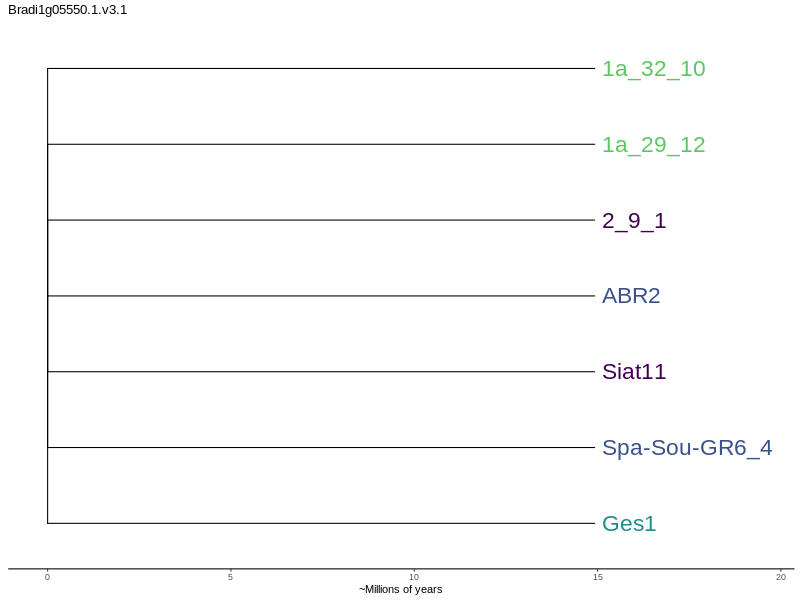 Bradi1g05550.1.v3.1
1a_32_10
1a_29_12
2_9_1
ABR2
Siat11
Spa-Sou-GR6_4
Ges1
0 5 10 15 20
~Millions of years